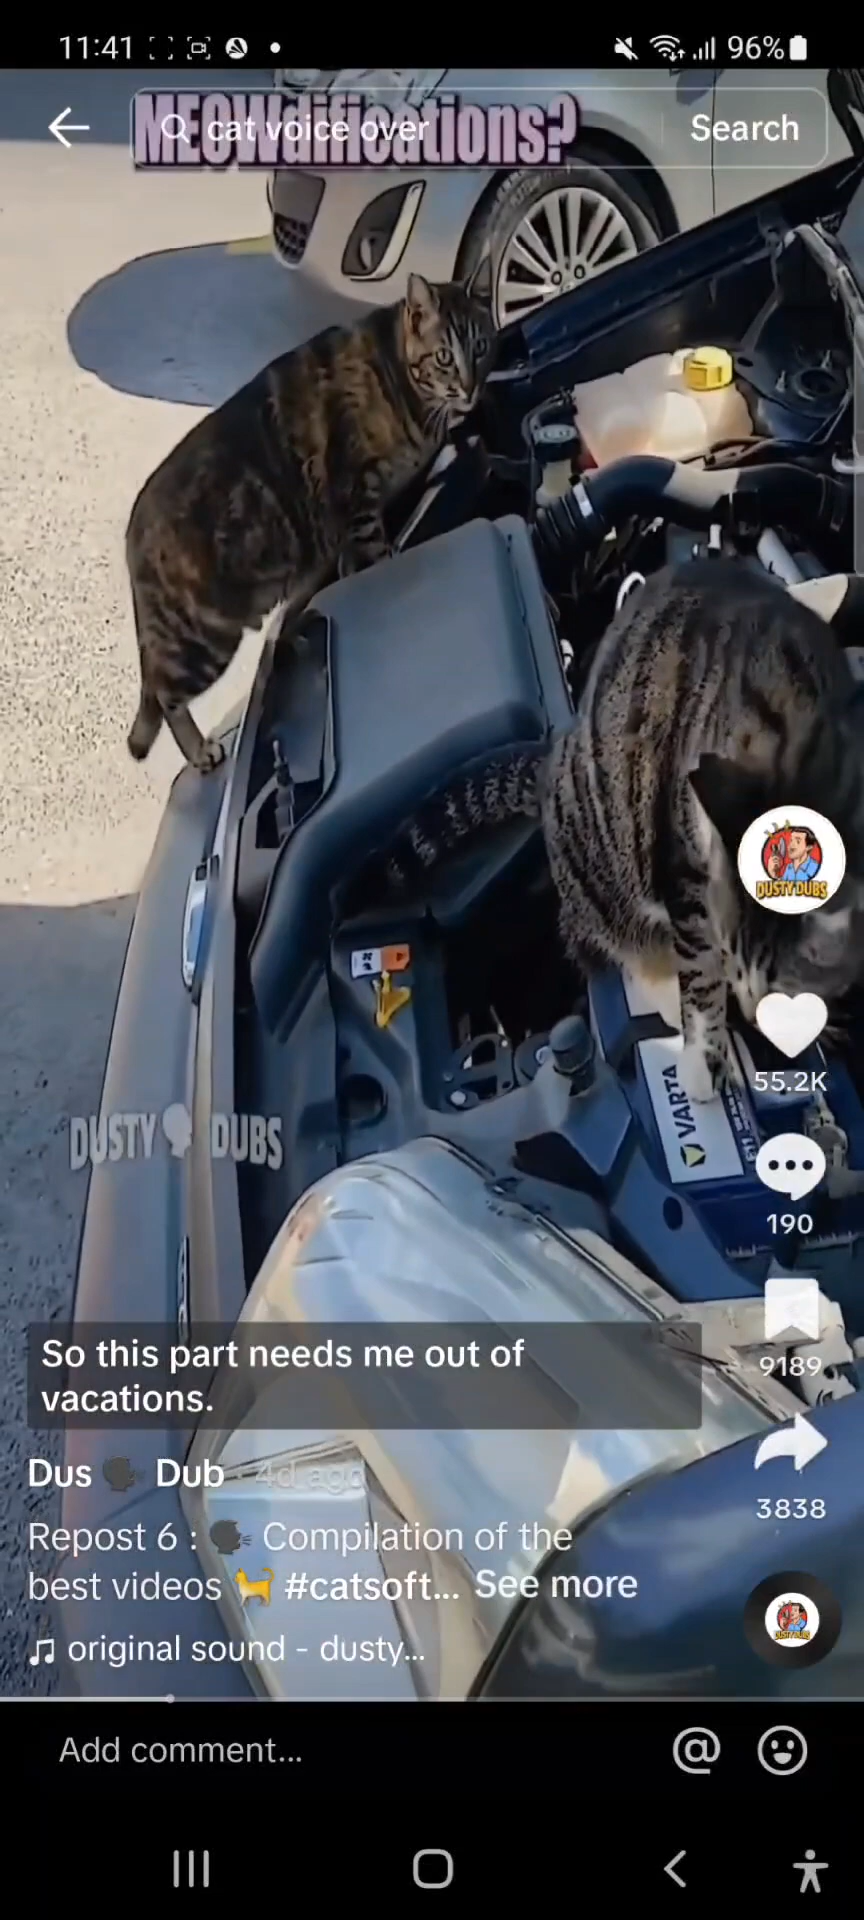 11:41
96%
MEOWdifications?
cat voice over
Search
DUSTY DUBS
55.2K
VARTA
DUSTY DUBS
190
So this part needs me out of
vacations.
9189
Dus 🗣 Dub · 4d ago
3838
Repost 6 : 🗣 Compilation of the
best videos 🐈 #catsoft... See more
original sound - dusty...
Add comment...